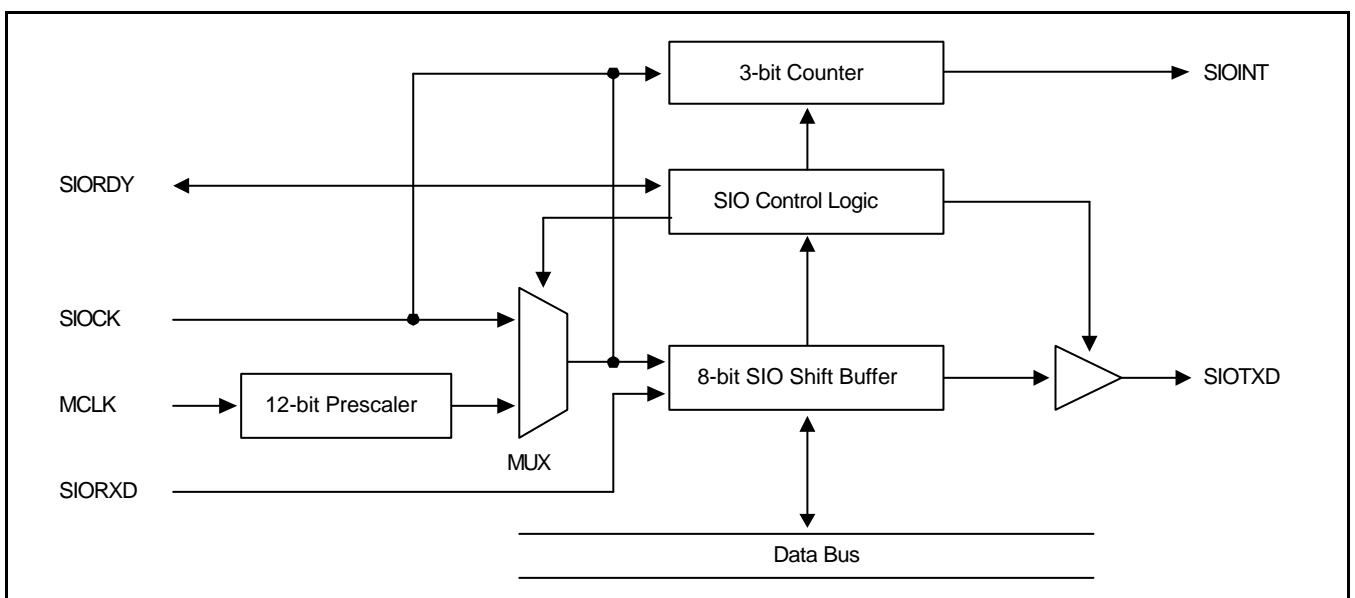 3-bit Counter
SIOINT
SIORDY
SIO Control Logic
SIOCK
8-bit SIO Shift Buffer
SIOTXD
MCLK
12-bit Prescaler
MUX
SIORXD
Data Bus